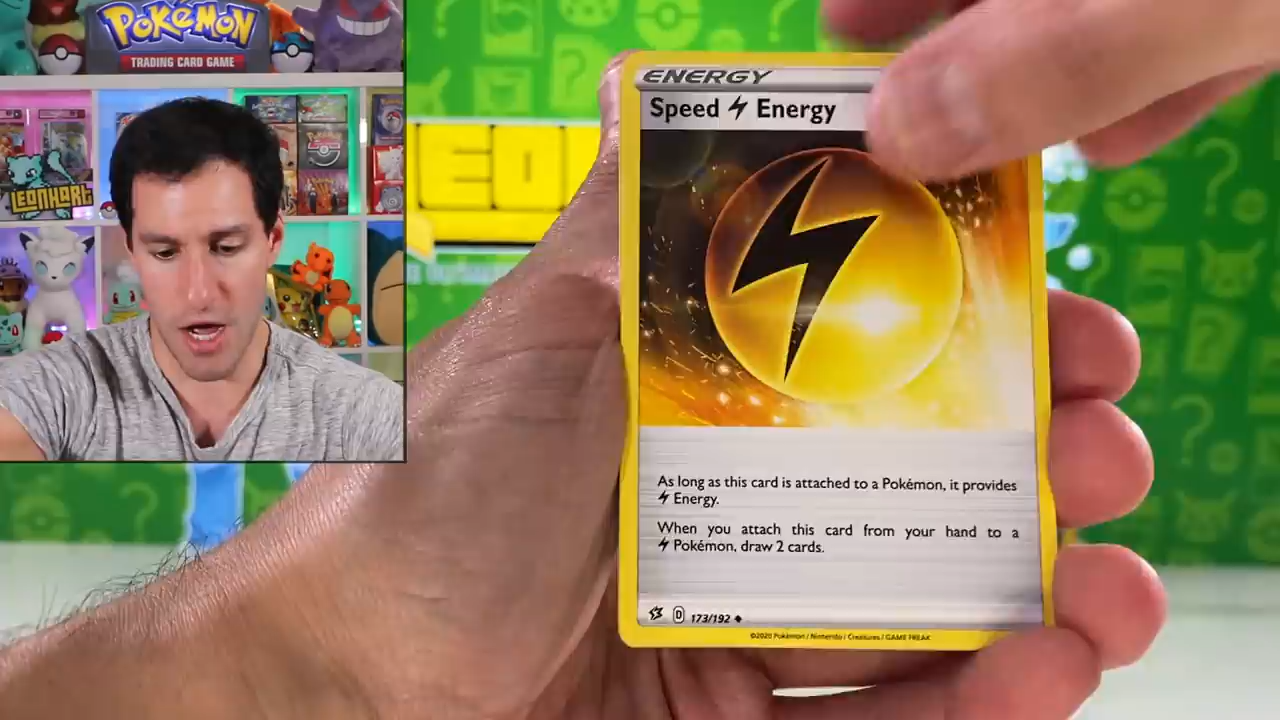 POKÉMON
TRADING CARD GAME
LEONHART
ENERGY
Speed Energy
As long as this card is attached to a Pokémon, it provides
Energy.
When you attach this card from your hand to a
Pokémon, draw 2 cards.
D 173/192
©2020 Pokémon / Nintendo / Creatures / GAME FREAK